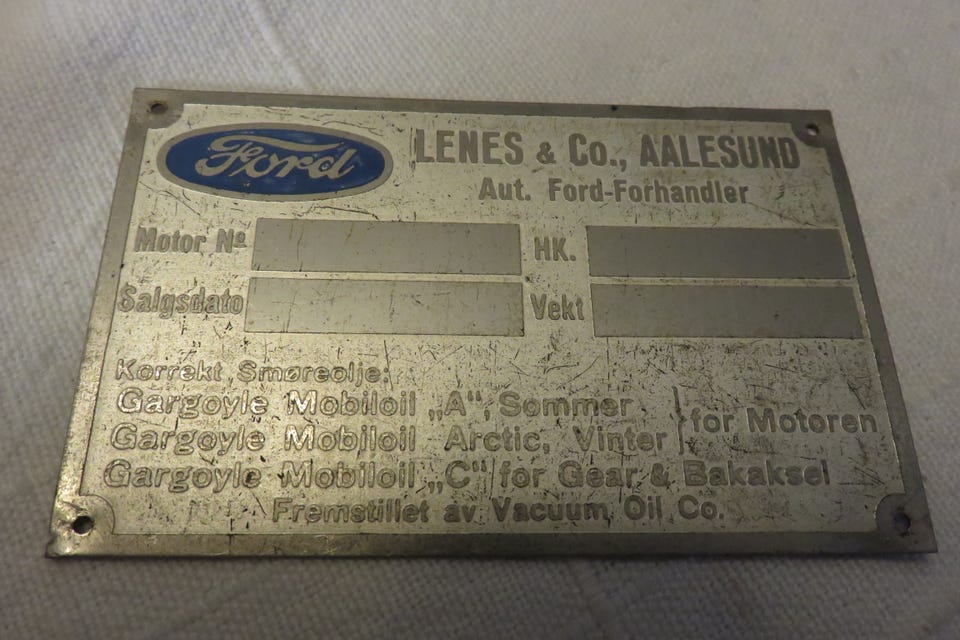 Ford
LENES & Co., AALESUND
Aut. Ford-Forhandler
Motor Nº HK.
Salgsdato Vekt
Korrekt Smøreolje:
Gargoyle Mobiloil „A“, Sommer
Gargoyle Mobiloil Arctic, Vinter
for Motoren
Gargoyle Mobiloil „C“ for Gear & Bakaksel
Fremstillet av Vacuum Oil Co.